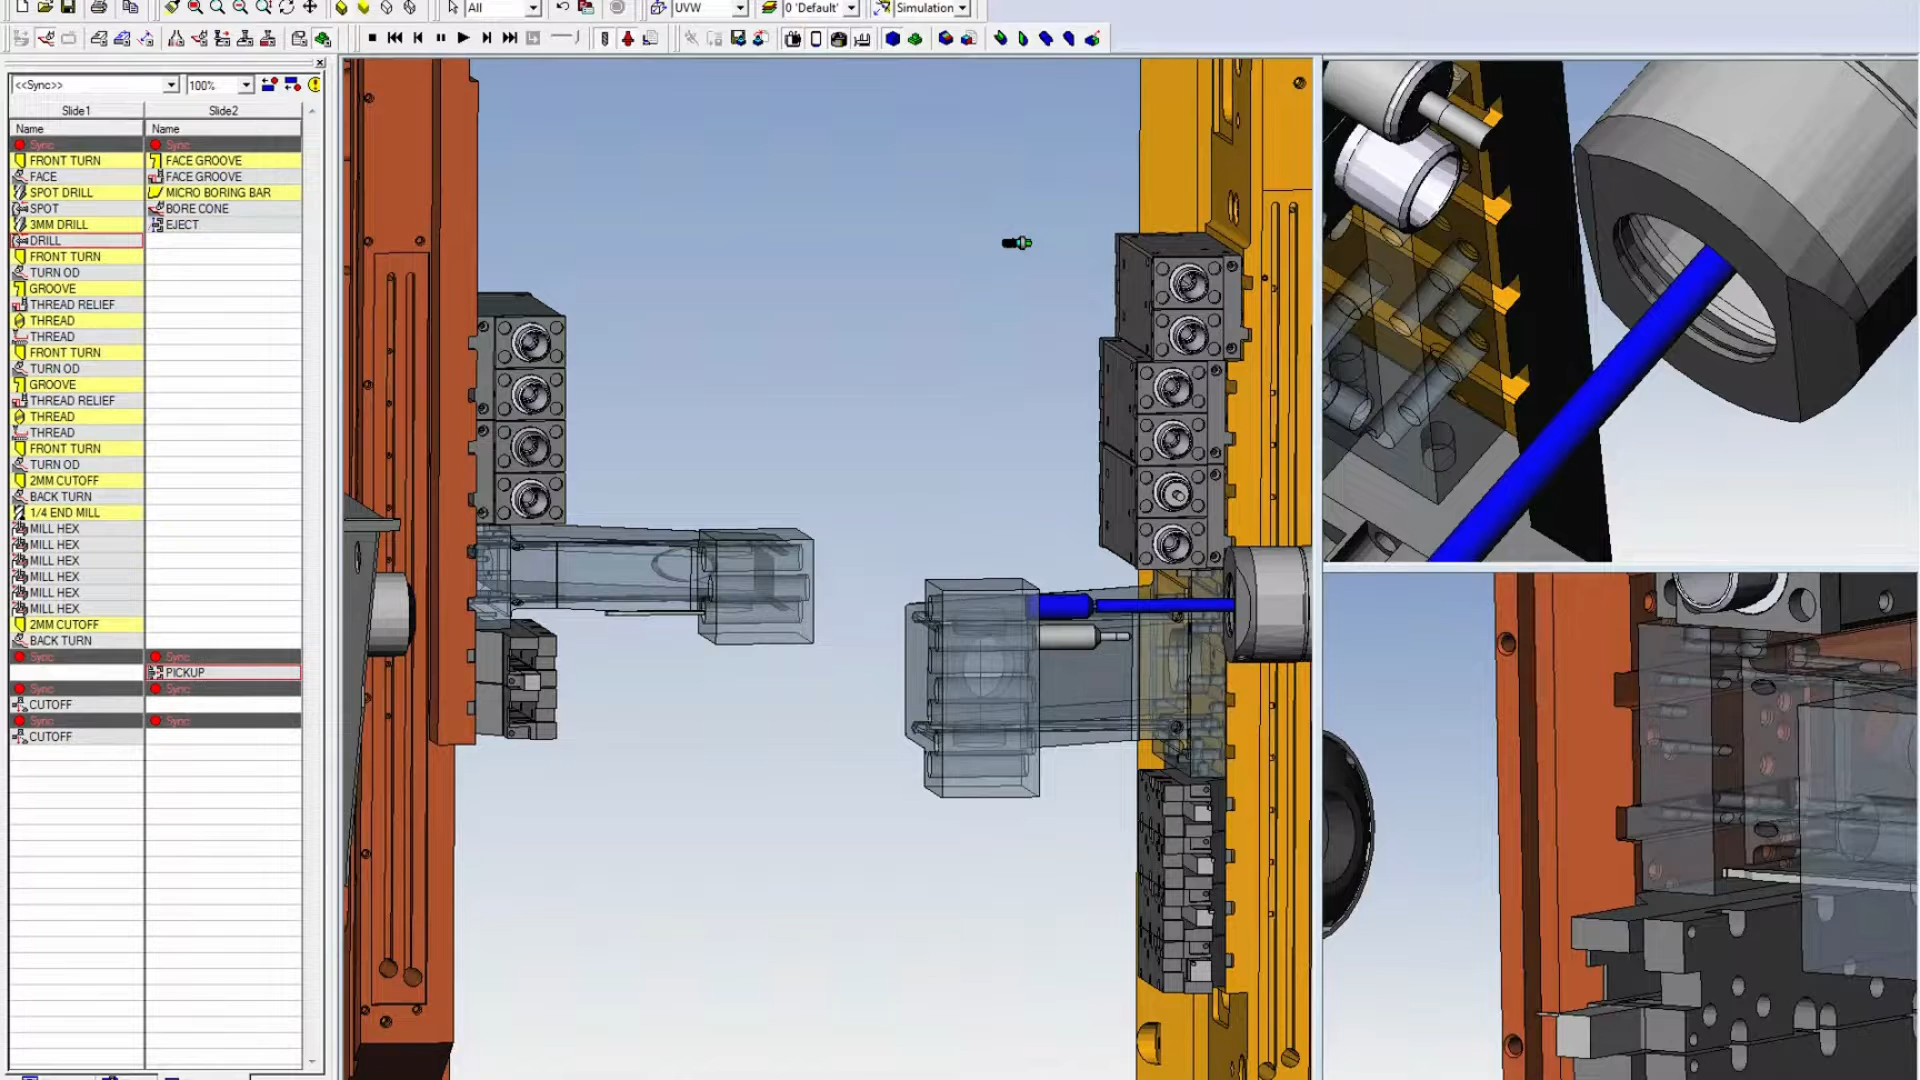 All
UVW
0 'Default'
Simulation
<<Sync>>
100%
Slide1
Slide2
Name
Name
Sync
Sync
FRONT TURN
FACE GROOVE
FACE
FACE GROOVE
SPOT DRILL
MICRO BORING BAR
SPOT
BORE CONE
3MM DRILL
EJECT
DRILL
FRONT TURN
TURN OD
GROOVE
THREAD RELIEF
THREAD
THREAD
FRONT TURN
TURN OD
GROOVE
THREAD RELIEF
THREAD
THREAD
FRONT TURN
TURN OD
2MM CUTOFF
BACK TURN
1/4 END MILL
MILL HEX
MILL HEX
MILL HEX
MILL HEX
MILL HEX
MILL HEX
2MM CUTOFF
BACK TURN
Sync
Sync
PICKUP
Sync
Sync
CUTOFF
Sync
Sync
CUTOFF